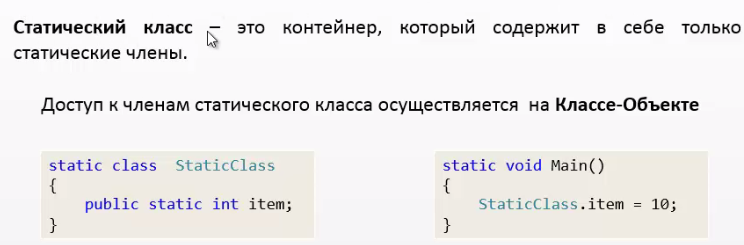 Статический класс – это контейнер, который содержит в себе только
статические члены.
Доступ к членам статического класса осуществляется на Классе-Объекте
static class StaticClass
{
public static int item;
}
static void Main()
{
StaticClass.item = 10;
}